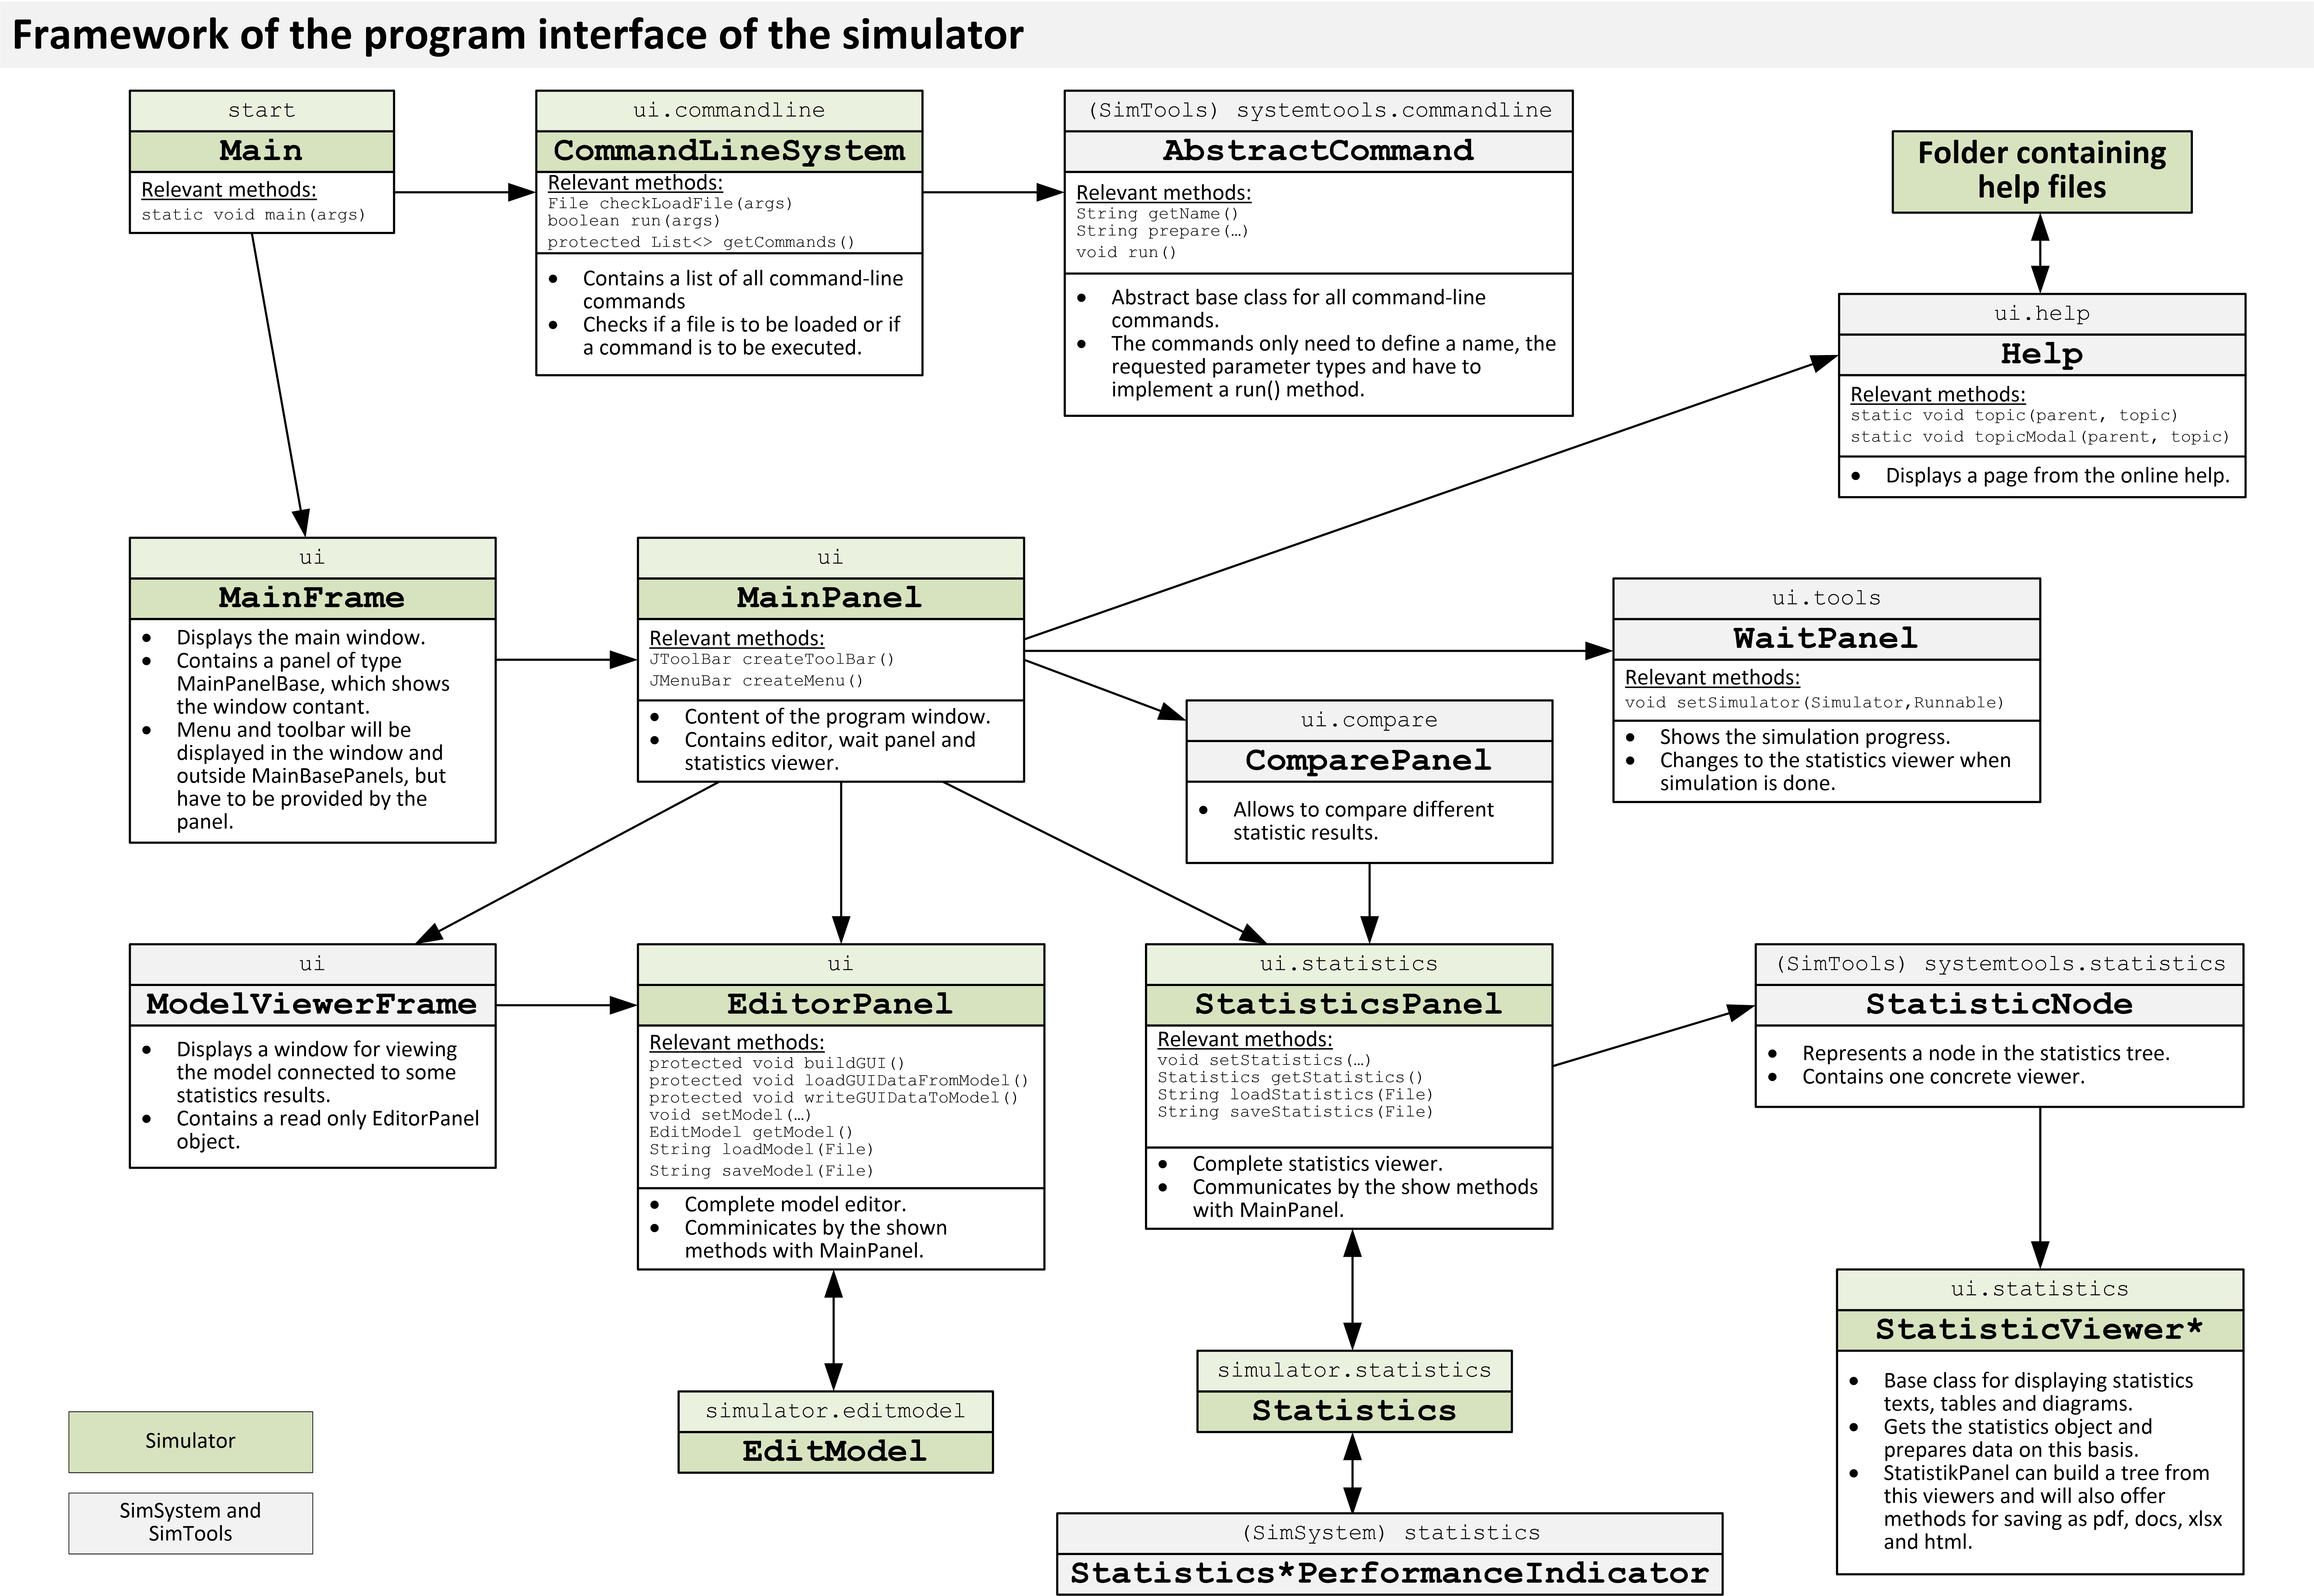 Framework of the program interface of the simulator
start
Main
Relevant methods:
static void main(args)
ui.commandline
CommandLineSystem
Relevant methods:
File checkLoadFile(args)
boolean run(args)
protected List<> getCommands()
• Contains a list of all command-line
commands
• Checks if a file is to be loaded or if
a command is to be executed.
(SimTools) systemtools.commandline
AbstractCommand
Relevant methods:
String getName()
String prepare(…)
void run()
• Abstract base class for all command-line
commands.
• The commands only need to define a name, the
requested parameter types and have to
implement a run() method.
Folder containing
help files
ui.help
Help
Relevant methods:
static void topic(parent, topic)
static void topicModal(parent, topic)
• Displays a page from the online help.
ui
MainFrame
• Displays the main window.
• Contains a panel of type
MainPanelBase, which shows
the window contant.
• Menu and toolbar will be
displayed in the window and
outside MainBasePanels, but
have to be provided by the
panel.
ui
MainPanel
Relevant methods:
JToolBar createToolBar()
JMenuBar createMenu()
• Content of the program window.
• Contains editor, wait panel and
statistics viewer.
ui.tools
WaitPanel
Relevant methods:
void setSimulator(Simulator,Runnable)
• Shows the simulation progress.
• Changes to the statistics viewer when
simulation is done.
ui.compare
ComparePanel
• Allows to compare different
statistic results.
ui
ModelViewerFrame
• Displays a window for viewing
the model connected to some
statistics results.
• Contains a read only EditorPanel
object.
ui
EditorPanel
Relevant methods:
protected void buildGUI()
protected void loadGUIDataFromModel()
protected void writeGUIDataToModel()
void setModel(…)
EditModel getModel()
String loadModel(File)
String saveModel(File)
• Complete model editor.
• Comminicates by the shown
methods with MainPanel.
ui.statistics
StatisticsPanel
Relevant methods:
void setStatistics(…)
Statistics getStatistics()
String loadStatistics(File)
String saveStatistics(File)
• Complete statistics viewer.
• Communicates by the show methods
with MainPanel.
(SimTools) systemtools.statistics
StatisticNode
• Represents a node in the statistics tree.
• Contains one concrete viewer.
ui.statistics
StatisticViewer*
• Base class for displaying statistics
texts, tables and diagrams.
• Gets the statistics object and
prepares data on this basis.
• StatistikPanel can build a tree from
this viewers and will also offer
methods for saving as pdf, docs, xlsx
and html.
simulator.statistics
Statistics
simulator.editmodel
EditModel
(SimSystem) statistics
Statistics*PerformanceIndicator
Simulator
SimSystem and
SimTools